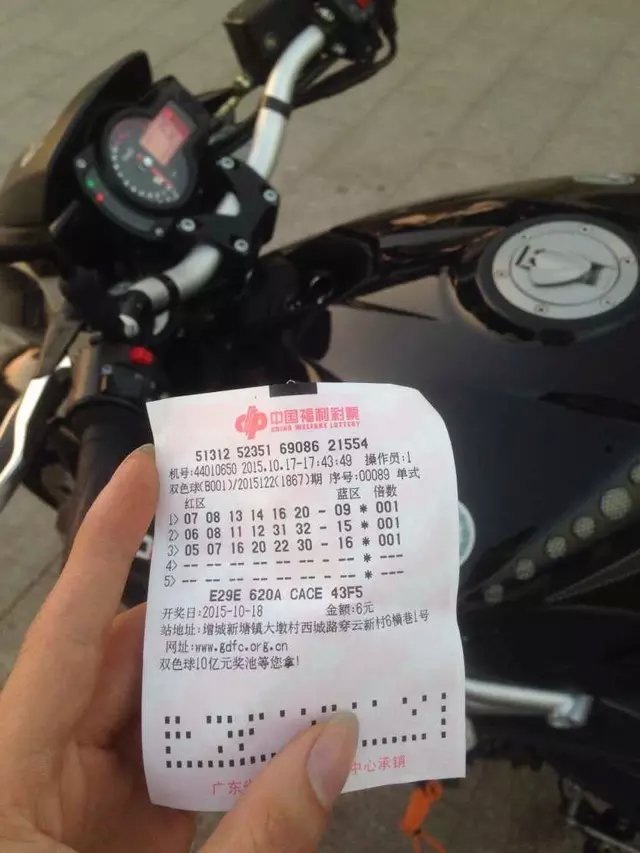 中国福利彩票
CHINA WELFARE LOTTERY
51312 52351 69086 21554
机号:44010650 2015.10.17-17:43:49 操作员:1
双色球(B001)/2015122(1867)期 序号:00089 单式
红区 蓝区 倍数
1> 07 08 13 14 16 20 - 09 * 001
2> 06 08 11 12 31 32 - 15 * 001
3> 05 07 16 20 22 30 - 16 * 001
4> -- -- -- -- -- -- - -- * ---
5> -- -- -- -- -- -- - -- * ---
E29E 620A CACE 43F5
开奖日:2015-10-18 金额:6元
站地址:增城新塘镇大墩村西城路穿云新村6横巷1号
网址:www.gdfc.org.cn
双色球10亿元奖池等您拿!
广东 中心承销